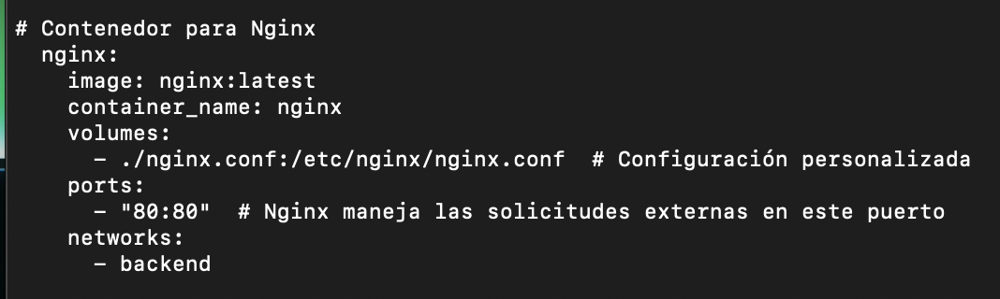 # Contenedor para Nginx
  nginx:
    image: nginx:latest
    container_name: nginx
    volumes:
      - ./nginx.conf:/etc/nginx/nginx.conf  # Configuración personalizada
    ports:
      - "80:80"  # Nginx maneja las solicitudes externas en este puerto
    networks:
      - backend